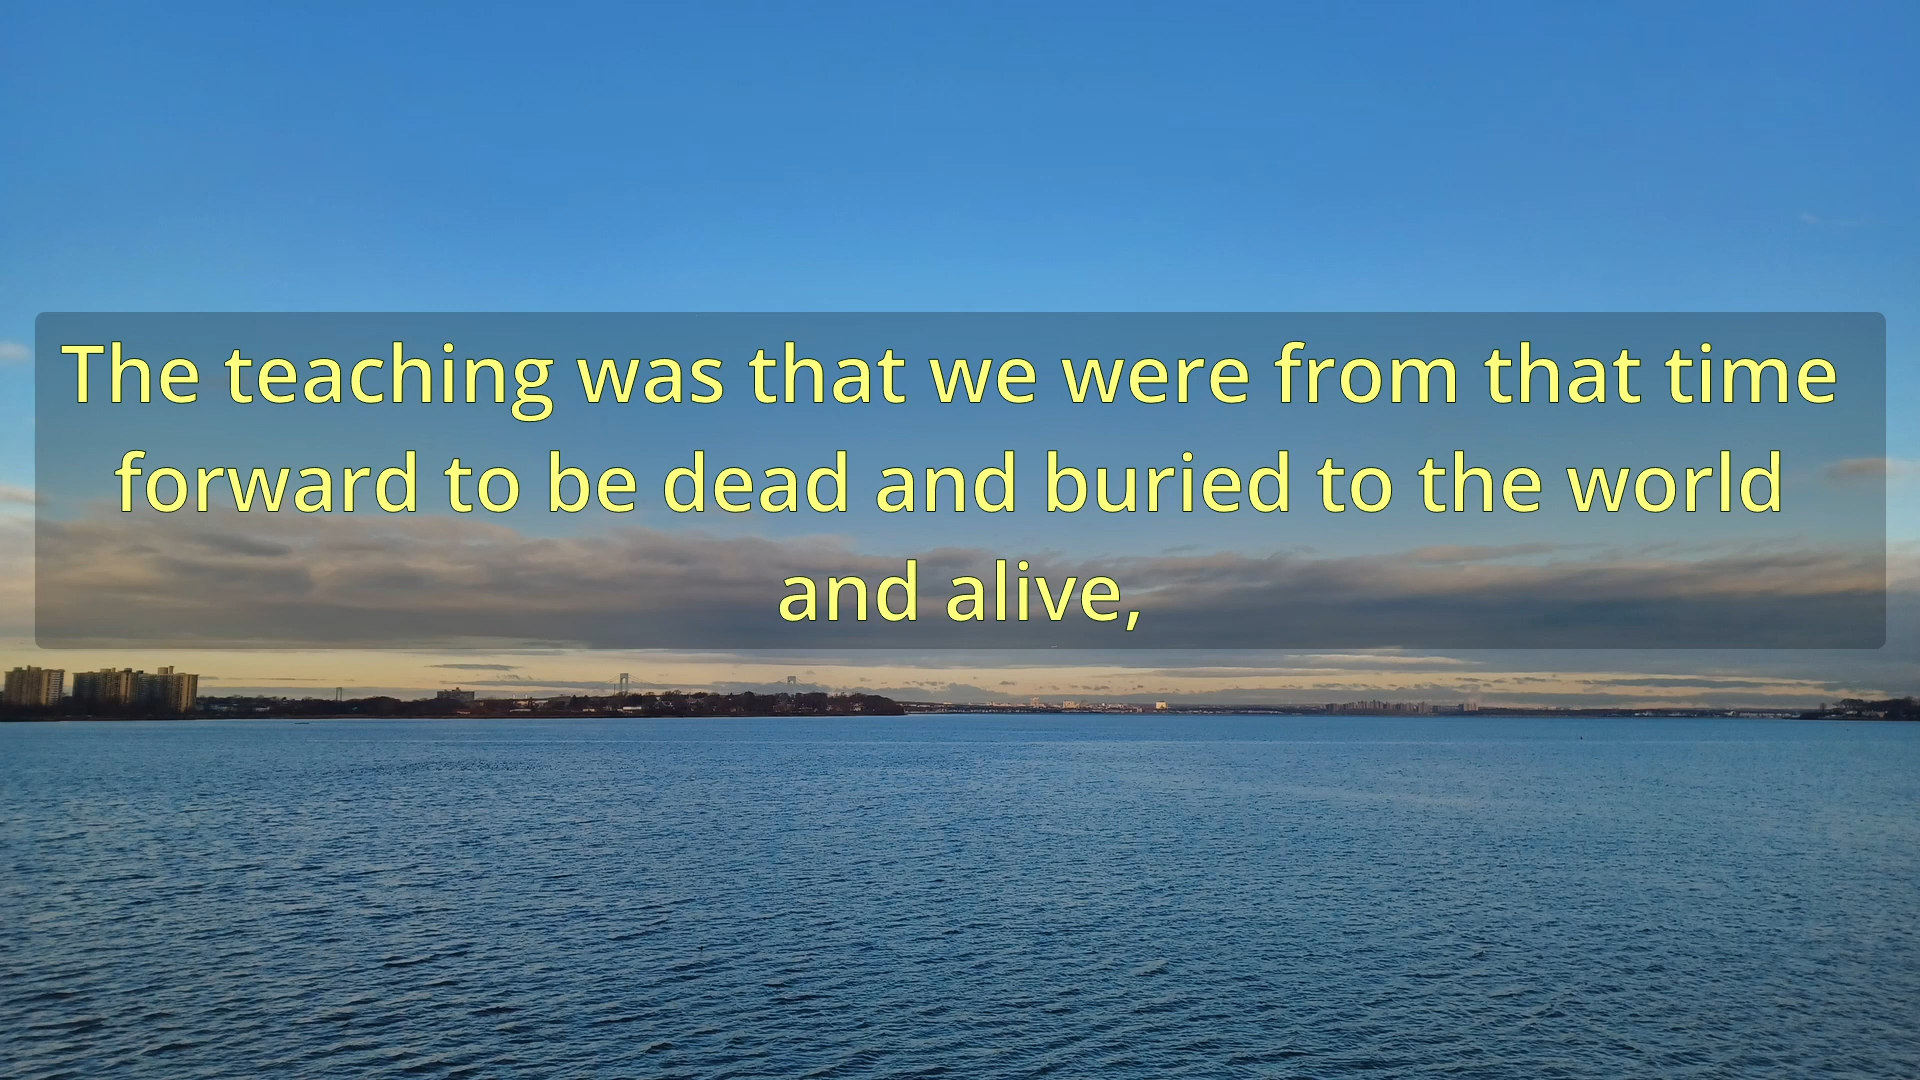 The teaching was that we were from that time
forward to be dead and buried to the world
and alive,